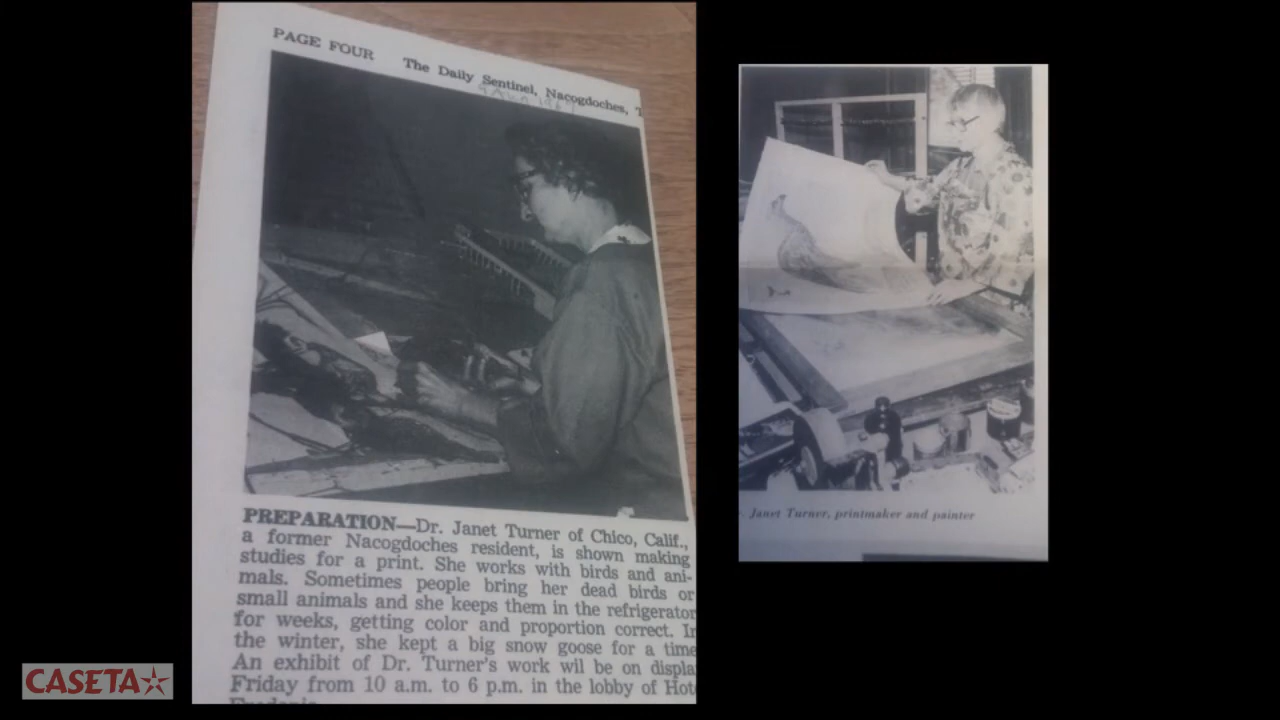 PAGE FOUR The Daily Sentinel, Nacogdoches, T
PREPARATION—Dr. Janet Turner of Chico, Calif.,
a former Nacogdoches resident, is shown making
studies for a print. She works with birds and ani-
mals. Sometimes people bring her dead birds or
small animals and she keeps them in the refrigerator
for weeks, getting color and proportion correct. In
the winter, she kept a big snow goose for a time
An exhibit of Dr. Turner's work wil be on displa
Friday from 10 a.m. to 6 p.m. in the lobby of Hot
Janet Turner, printmaker and painter
CASETA